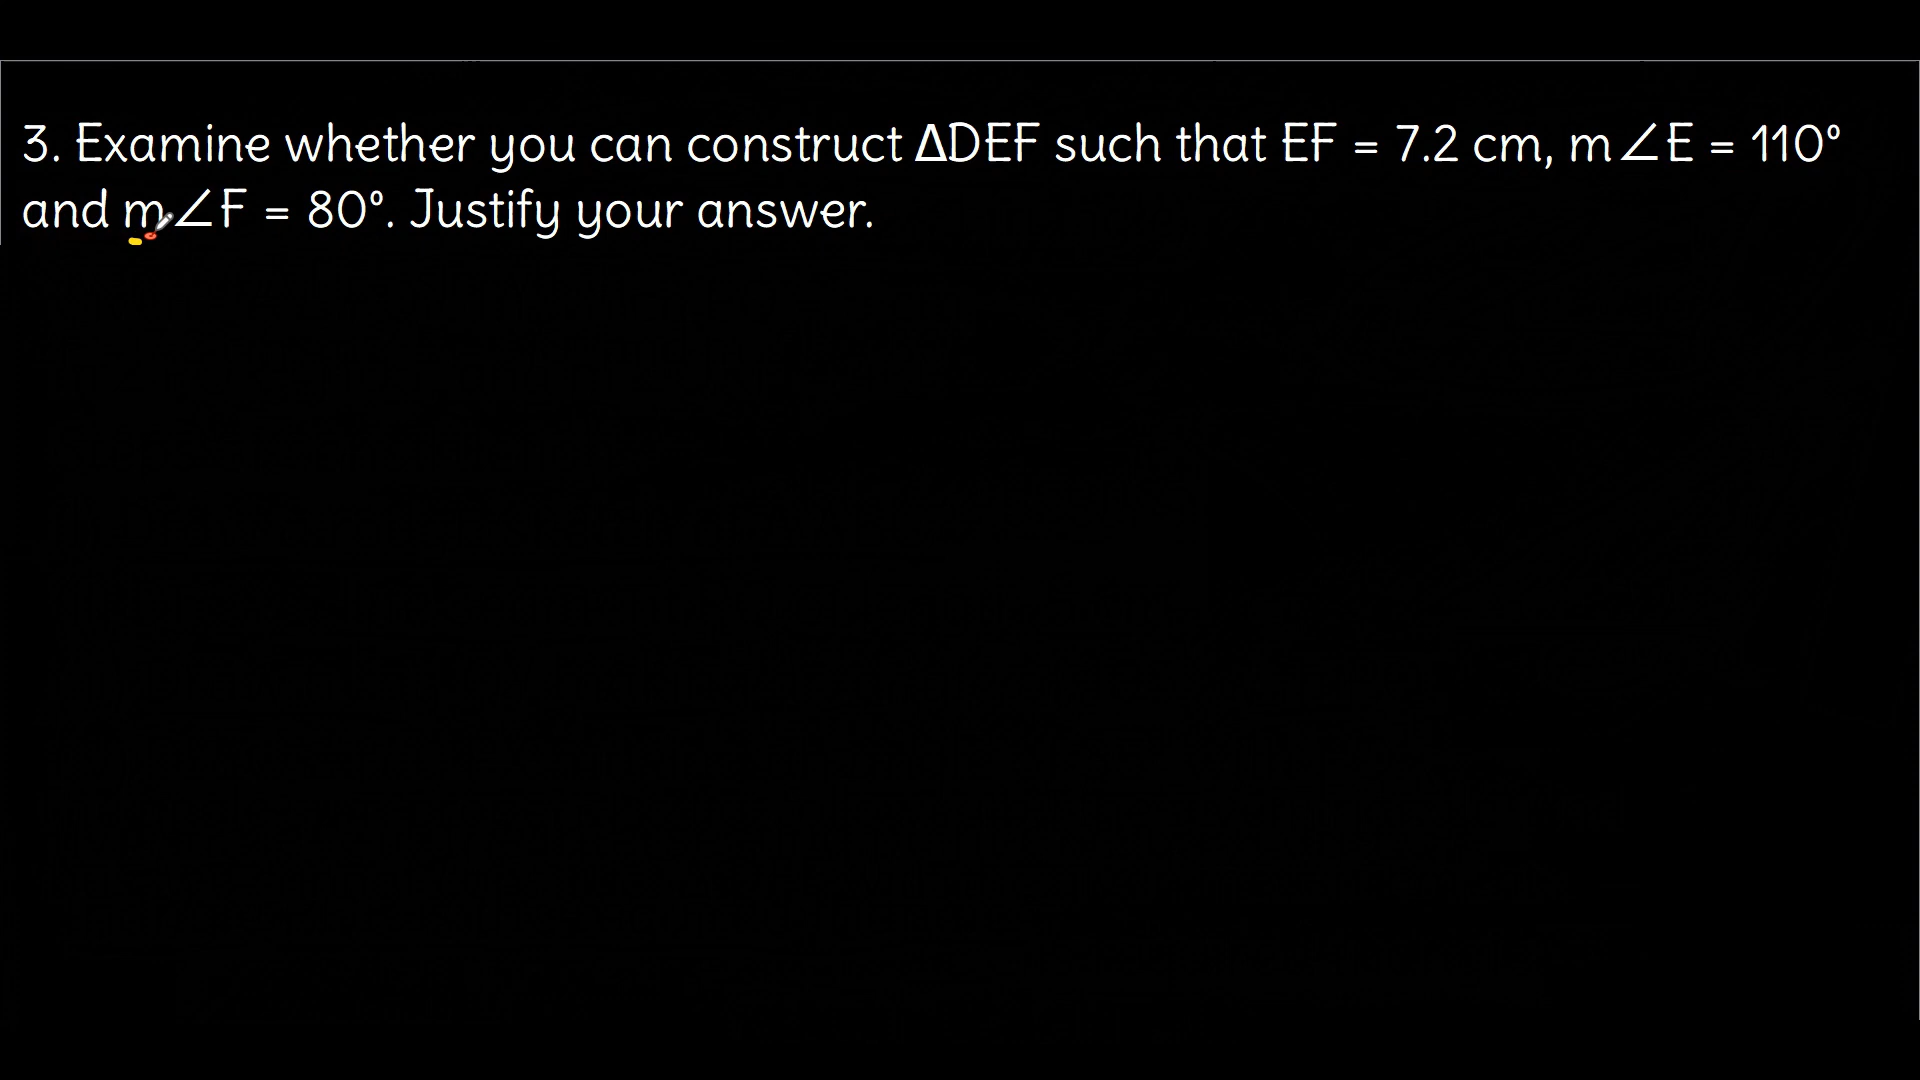 3. Examine whether you can construct ΔDEF such that EF = 7.2 cm, m∠E = 110°
and m∠F = 80°. Justify your answer.